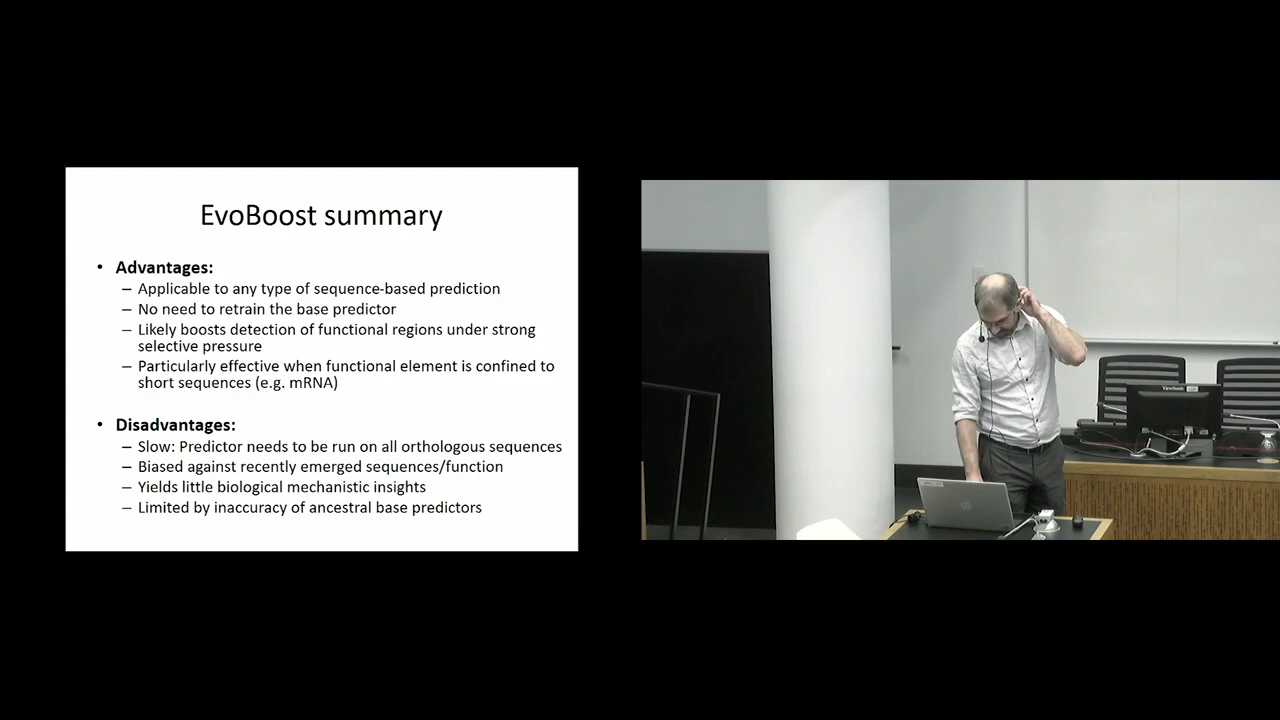 EvoBoost summary
• Advantages:
– Applicable to any type of sequence-based prediction
– No need to retrain the base predictor
– Likely boosts detection of functional regions under strong
selective pressure
– Particularly effective when functional element is confined to
short sequences (e.g. mRNA)
• Disadvantages:
– Slow: Predictor needs to be run on all orthologous sequences
– Biased against recently emerged sequences/function
– Yields little biological mechanistic insights
– Limited by inaccuracy of ancestral base predictors
ViewSonic
hp